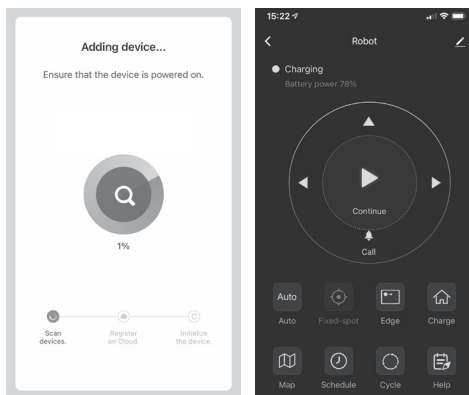 Adding device...
Ensure that the device is powered on.
1%
Scan
devices.
Register
on Cloud.
Initialize
the device.
15:22
Robot
Charging
Battery power 78%
Continue
Call
Auto
Auto
Fixed-spot
Edge
Charge
Map
Schedule
Cycle
Help